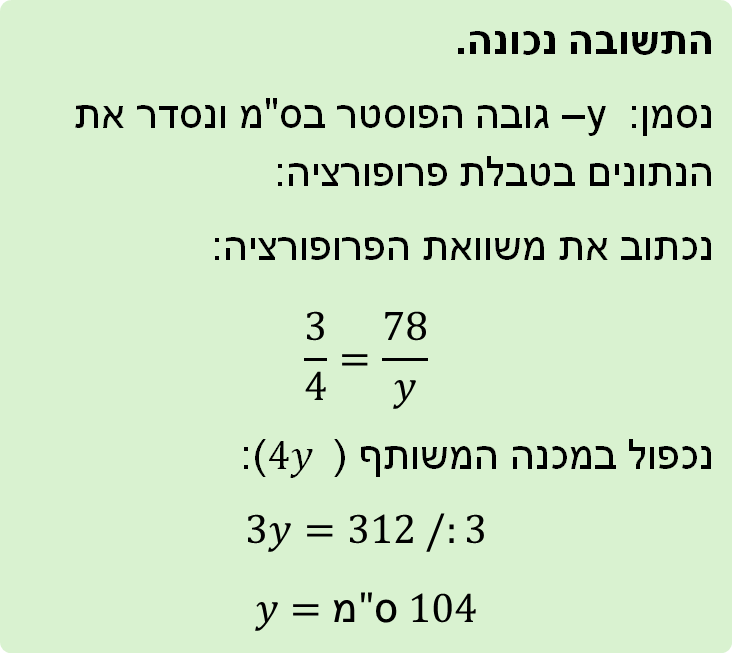 התשובה נכונה.
נסמן: y– גובה הפוסטר בס"מ ונסדר את
הנתונים בטבלת פרופורציה:
נכתוב את משוואת הפרופורציה:
3/4 = 78/y
נכפול במכנה המשותף ( 4y):
3y = 312 /: 3
y = 104 ס"מ